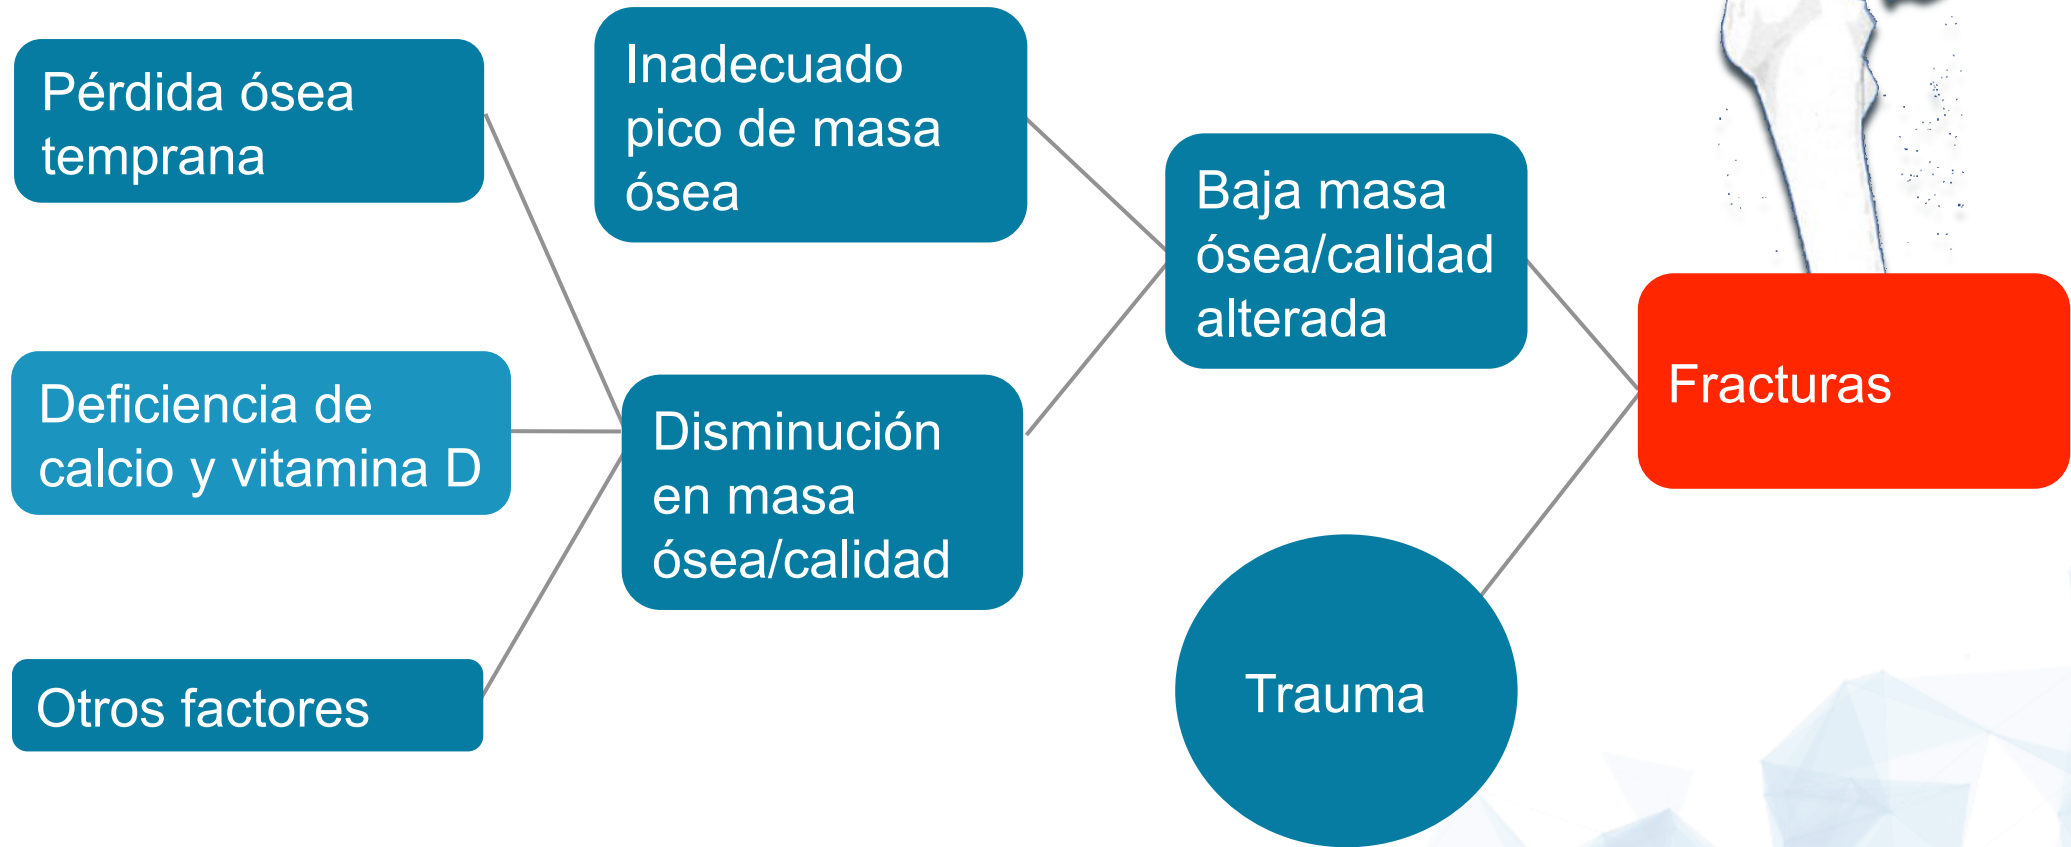 Pérdida ósea
temprana
Deficiencia de
calcio y vitamina D
Otros factores
Inadecuado
pico de masa
ósea
Disminución
en masa
ósea/calidad
Baja masa
ósea/calidad
alterada
Trauma
Fracturas